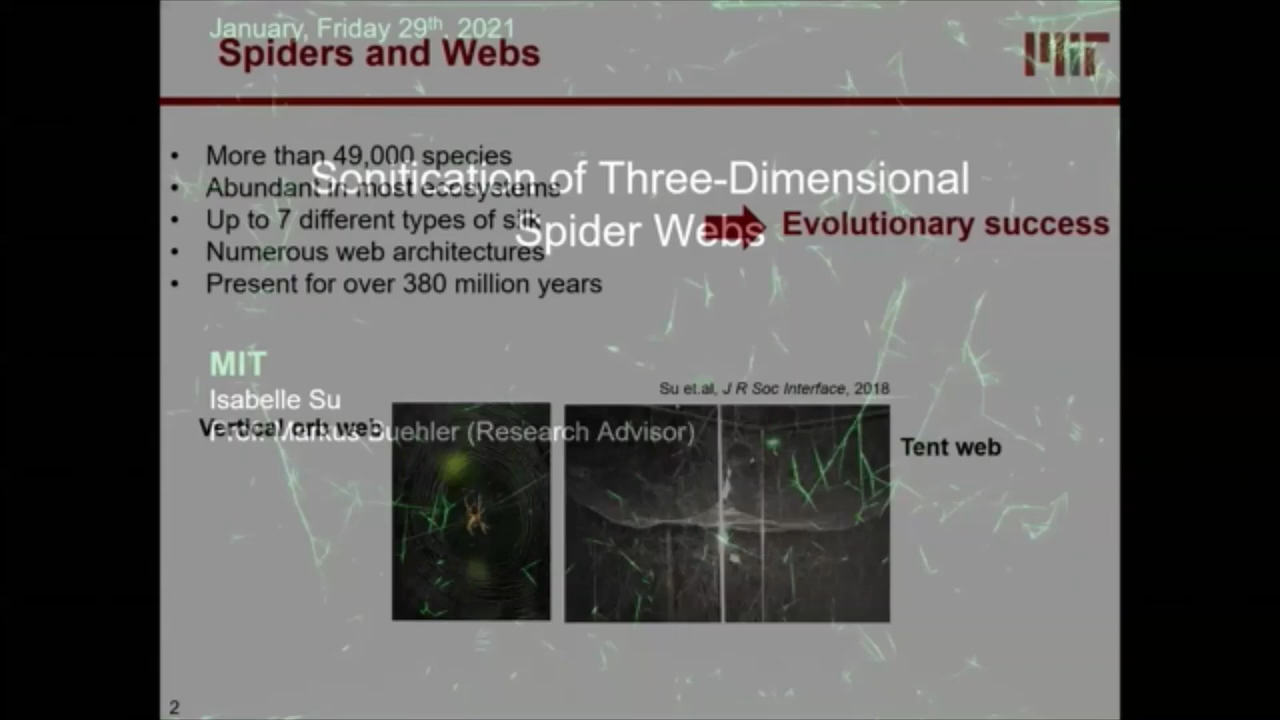 January, Friday 29th, 2021
Spiders and Webs
MIT
• More than 49,000 species
Sonification of Three-Dimensional
• Abundant in most ecosystems
• Up to 7 different types of silk
Spider Webs
Evolutionary success
• Numerous web architectures
• Present for over 380 million years
MIT
Su et.al, J R Soc Interface, 2018
Isabelle Su
Vertical orb web
Prof. Markus Buehler (Research Advisor)
Tent web
2